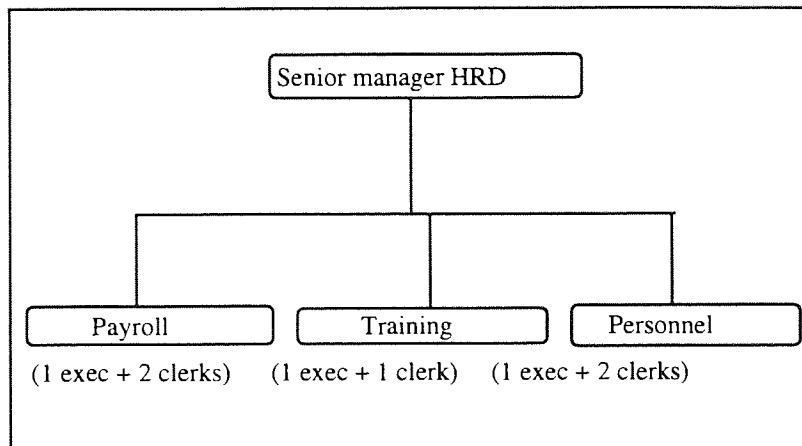 Senior manager HRD
Payroll
Training
Personnel
(1 exec + 2 clerks)
(1 exec + 1 clerk)
(1 exec + 2 clerks)